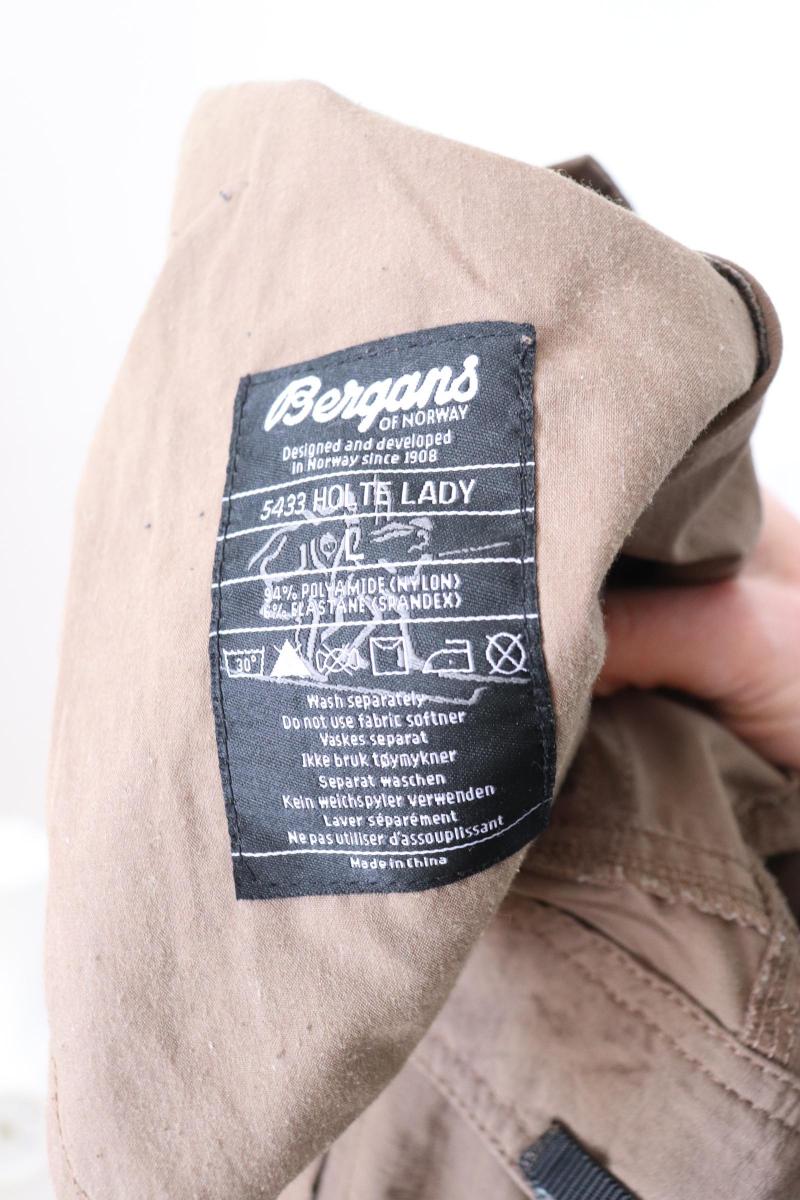 Bergans
OF NORWAY
Designed and developed
in Norway since 1908
5433 HOLTE LADY
L
94% POLYAMIDE (NYLON)
6% ELASTANE (SPANDEX)
30°
Wash separately
Do not use fabric softner
Vaskes separat
Ikke bruk tøymykner
Separat waschen
Kein weichspyler verwenden
Laver séparément
Ne pas utiliser d'assouplissant
Made in China